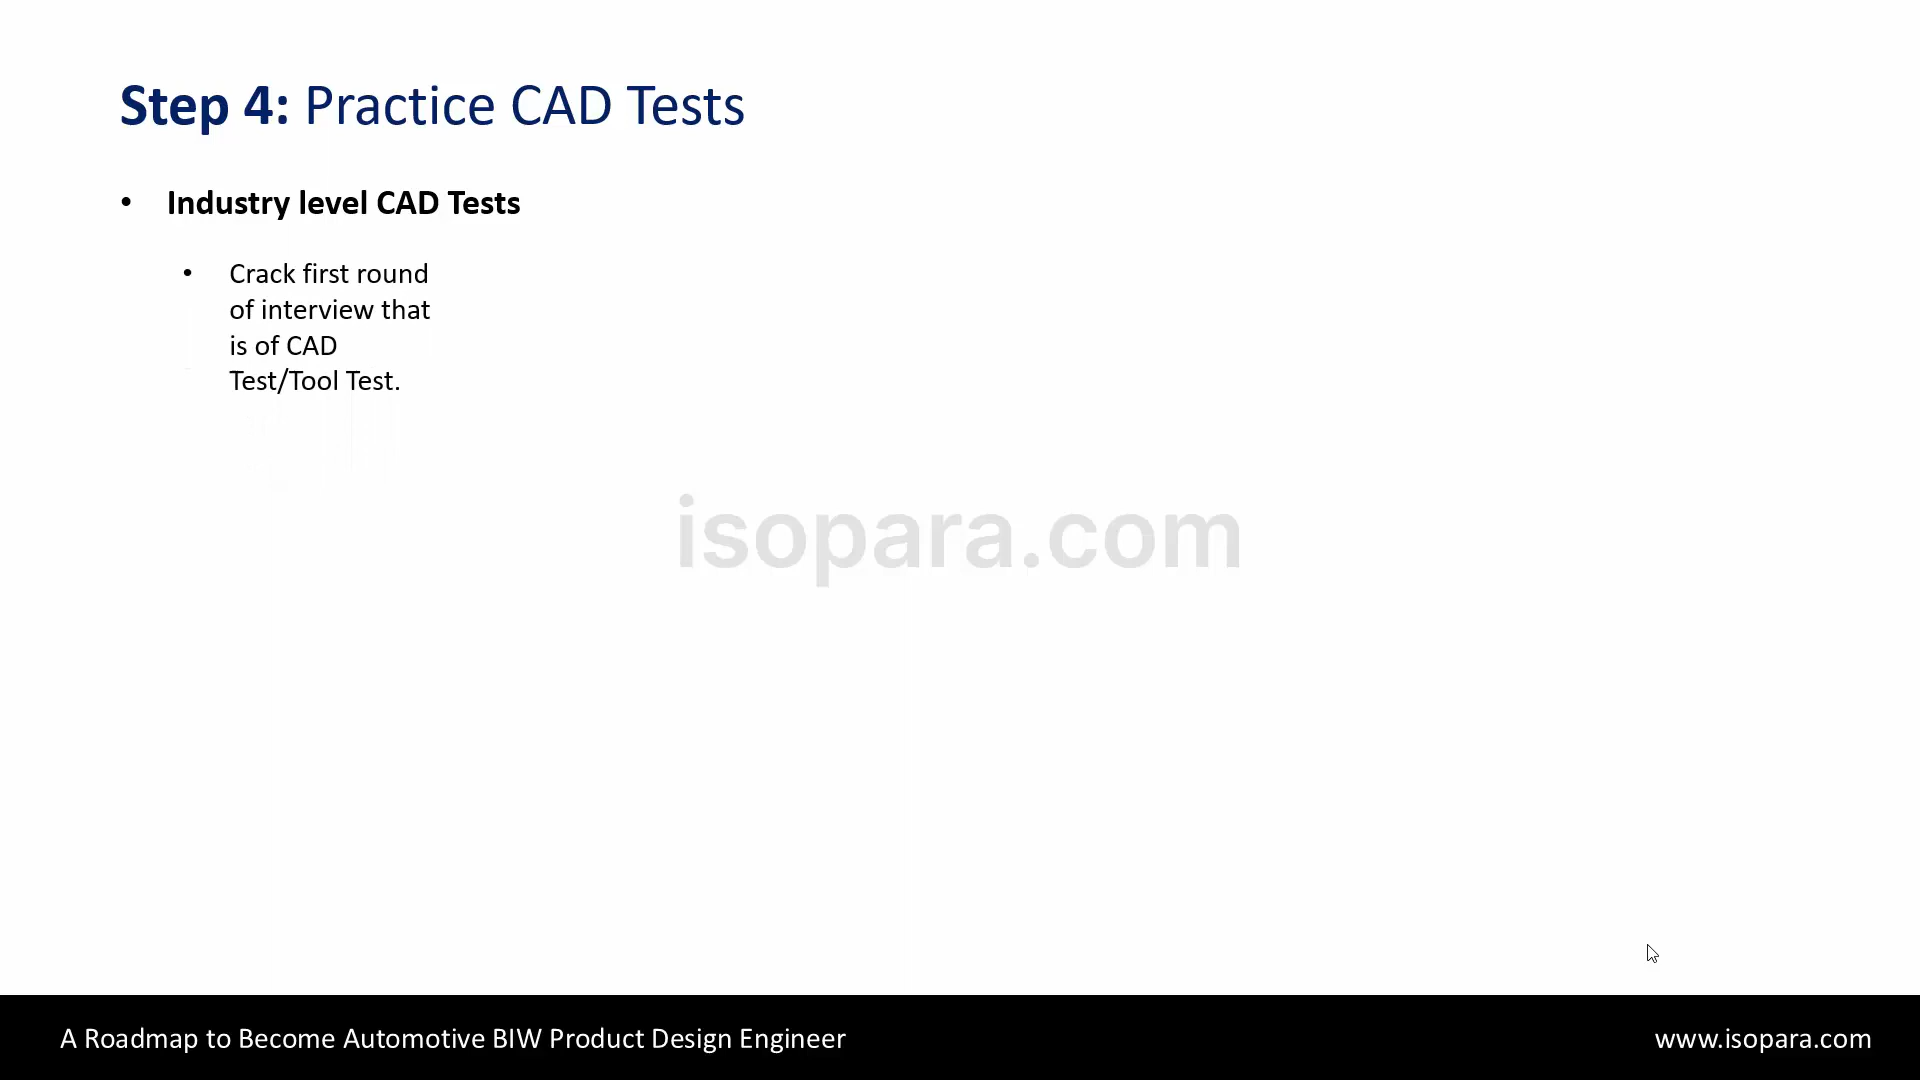 Step 4: Practice CAD Tests
• Industry level CAD Tests
• Crack first round
of interview that
is of CAD
Test/Tool Test.
isopara.com
A Roadmap to Become Automotive BIW Product Design Engineer
www.isopara.com